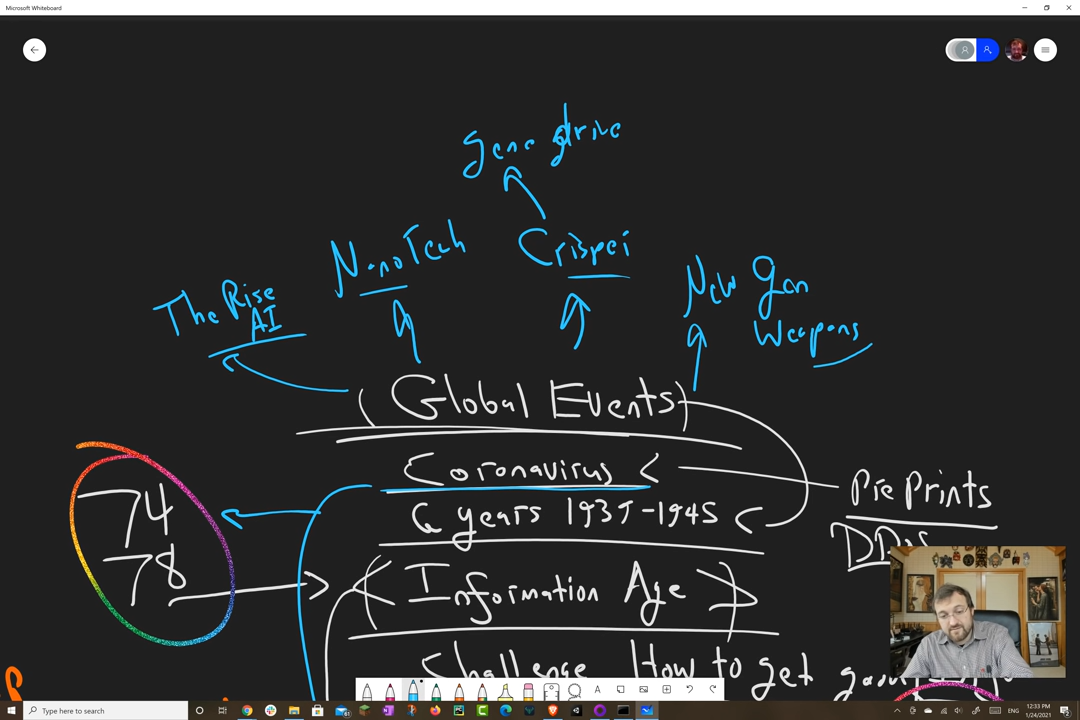 Microsoft Whiteboard
gene drive
NanoTech
Crisper
The Rise
AI
New Gen
Weapons
(Global Events)
Coronavirus <
6 years 1939-1945 <
Pre Prints
74
78
< Information Age >
Challenge How to get
Type here to search
ENG
12:33 PM
1/24/2021